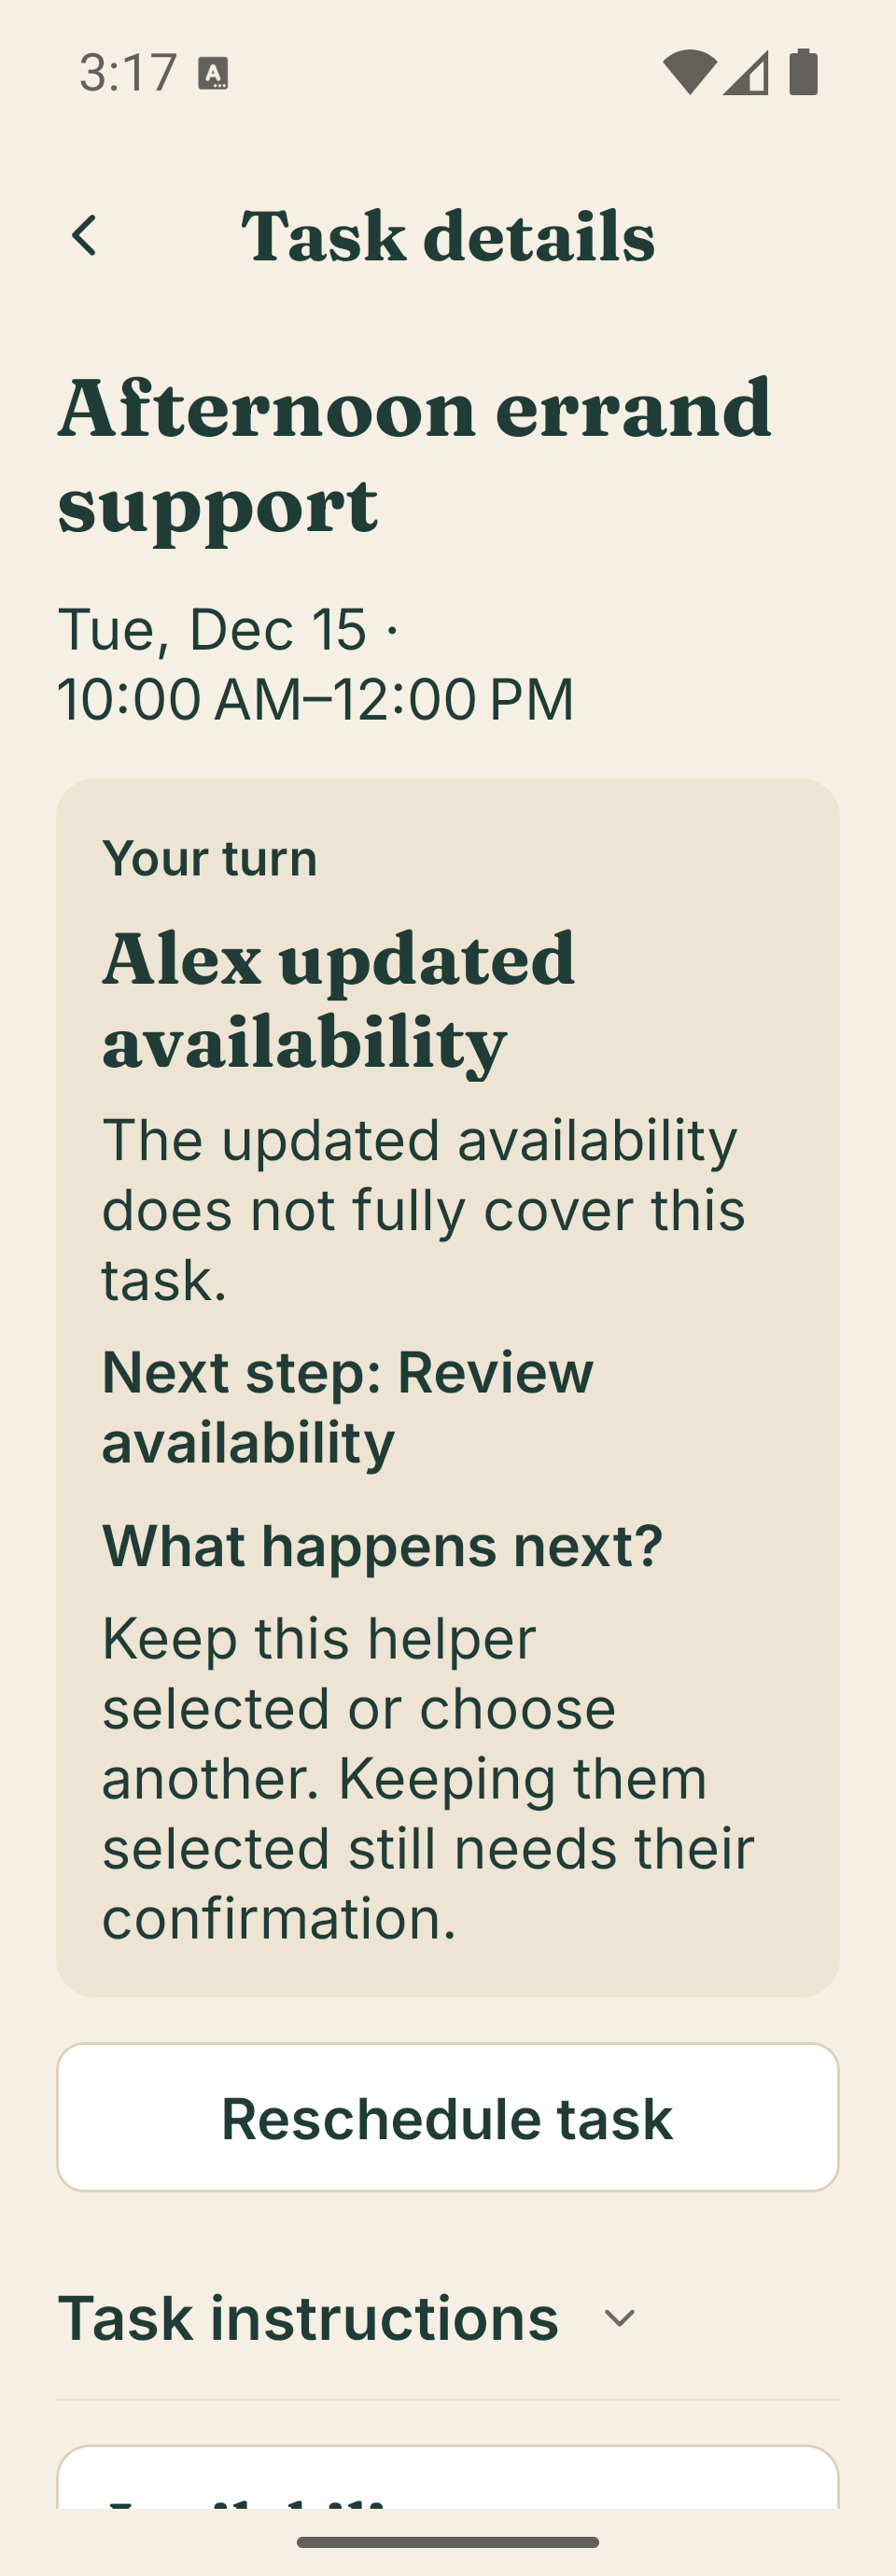 3:17
Task details
Afternoon errand
support
Tue, Dec 15 ·
10:00 AM–12:00 PM
Your turn
Alex updated
availability
The updated availability
does not fully cover this
task.
Next step: Review
availability
What happens next?
Keep this helper
selected or choose
another. Keeping them
selected still needs their
confirmation.
Reschedule task
Task instructions